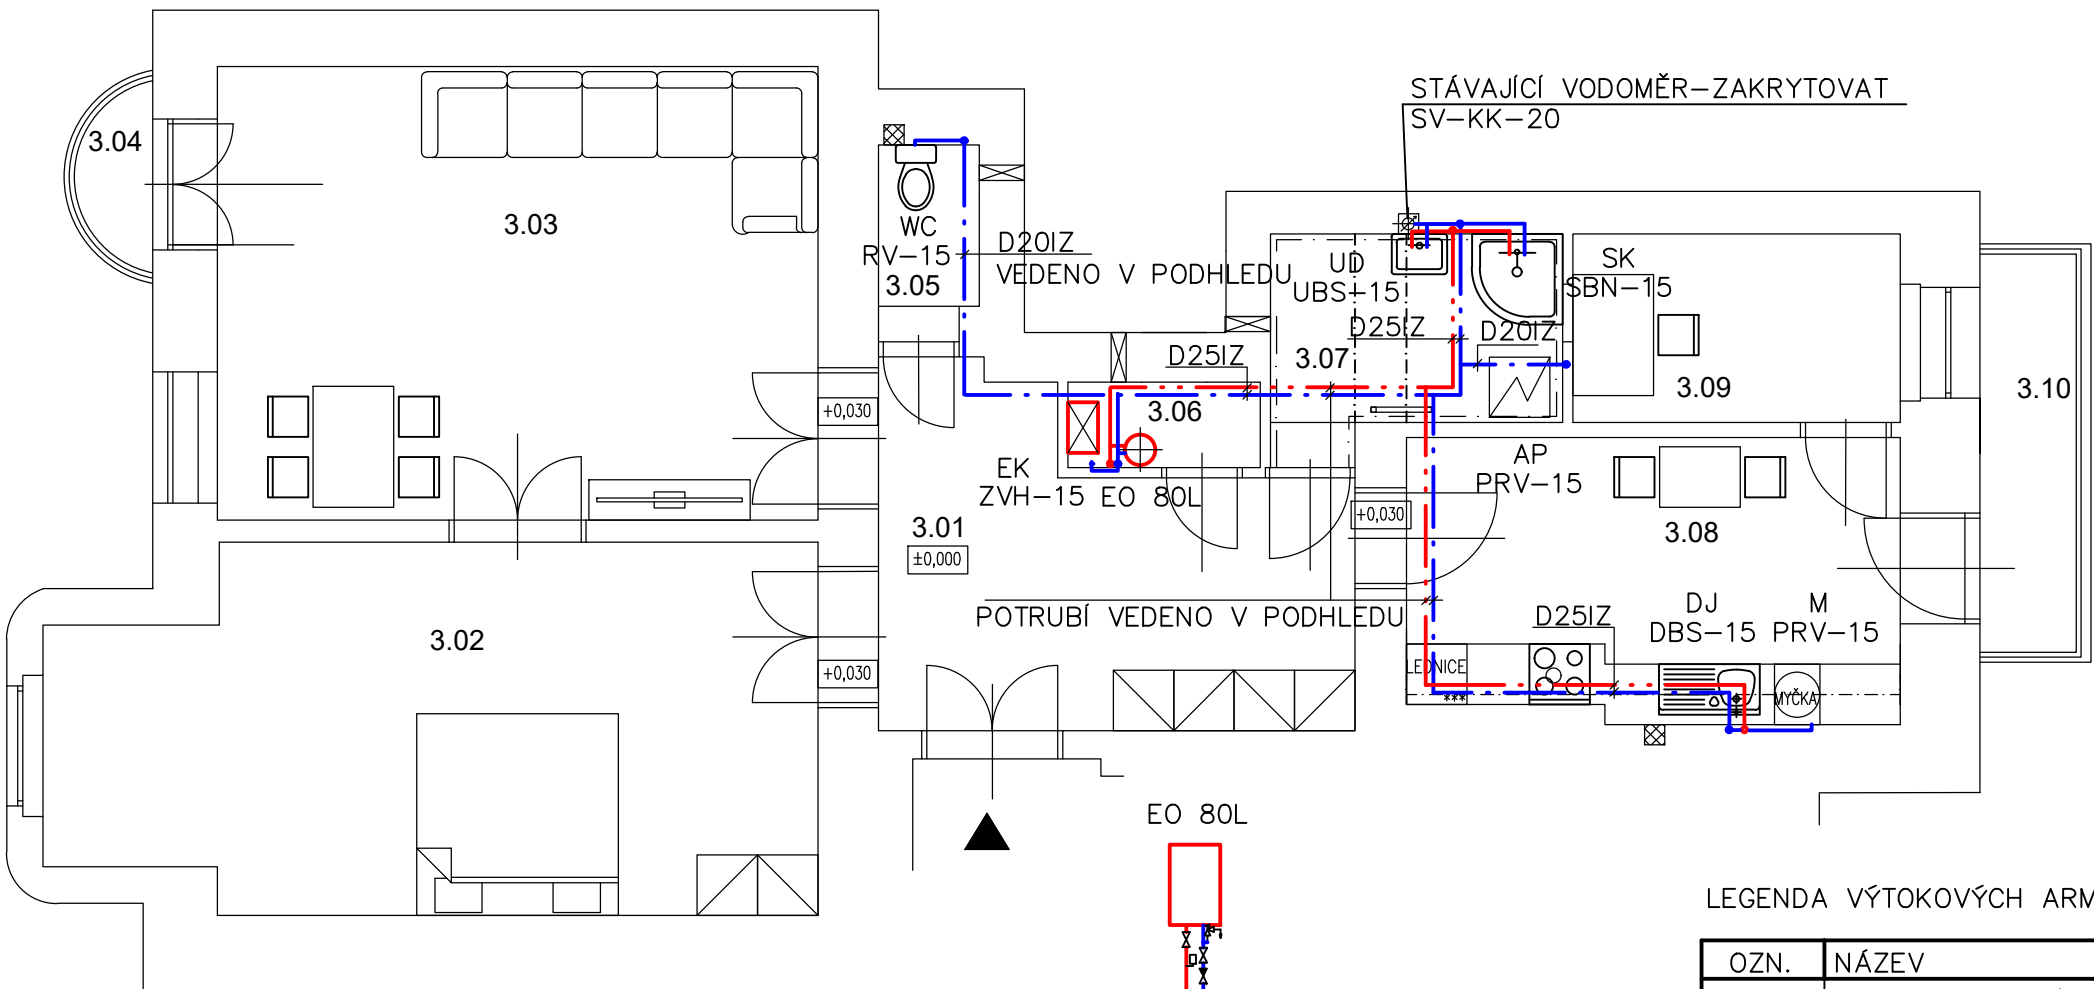 STÁVAJÍCÍ VODOMĚR-ZAKRYTOVAT
SV-KK-20
3.04
3.03
WC
RV-15
3.05
D20IZ
VEDENO V PODHLEDU
UD
UBS-15
SK
SBN-15
D25IZ
D20IZ
D25IZ
3.07
3.06
3.09
3.10
+0,030
EK
ZVH-15
EO 80L
AP
PRV-15
+0,030
3.01
±0,000
3.08
POTRUBÍ VEDENO V PODHLEDU
D25IZ
DJ
DBS-15
M
PRV-15
3.02
+0,030
LEDNICE
***
MYČKA
EO 80L
LEGENDA VÝTOKOVÝCH ARM
OZN.
NÁZEV